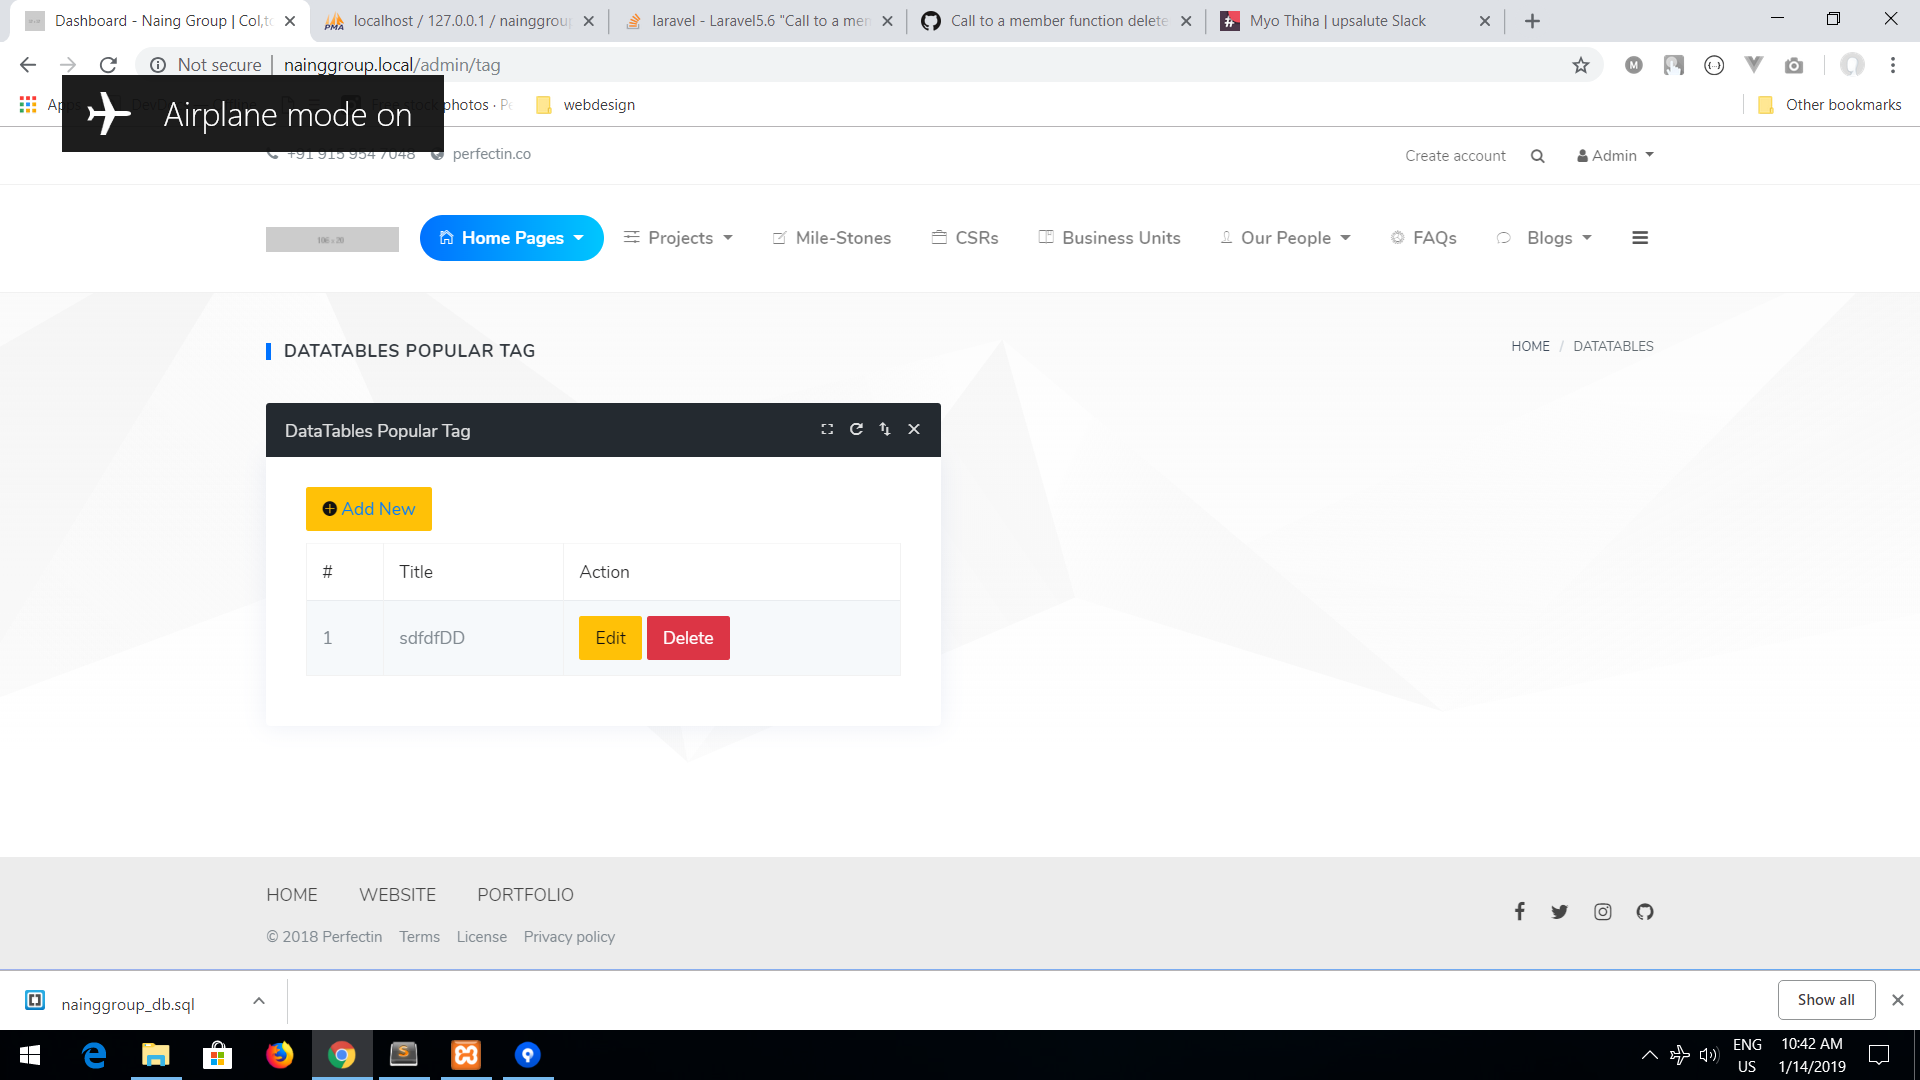 Dashboard - Naing Group | Col,to
localhost / 127.0.0.1 / nainggroup
laravel - Laravel5.6 "Call to a mem
Call to a member function delete
Myo Thiha | upsalute Slack
Not secure | nainggroup.local/admin/tag
Apps
photos · Pe
webdesign
Other bookmarks
Airplane mode on
+91 915 954 7048
perfectin.co
Create account
Admin
106 x 20
Home Pages
Projects
Mile-Stones
CSRs
Business Units
Our People
FAQs
Blogs
DATATABLES POPULAR TAG
HOME / DATATABLES
DataTables Popular Tag
Add New
# Title Action
1 sdfdfDD Edit Delete
HOME WEBSITE PORTFOLIO
© 2018 Perfectin Terms License Privacy policy
nainggroup_db.sql
Show all
ENG
US
10:42 AM
1/14/2019